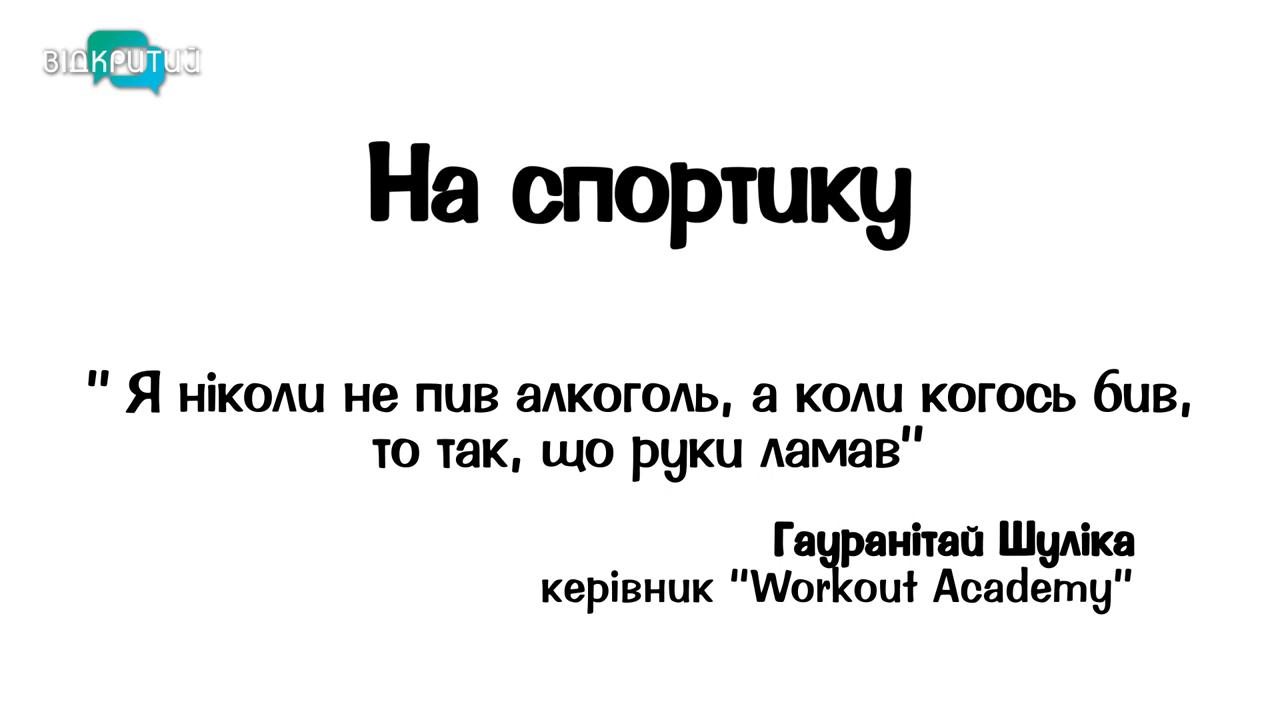 ВІДКРИТИЙ
На спортику
" Я ніколи не пив алкоголь, а коли когось бив,
то так, що руки ламав"
Гауранітай Шуліка
керівник "Workout Academy"